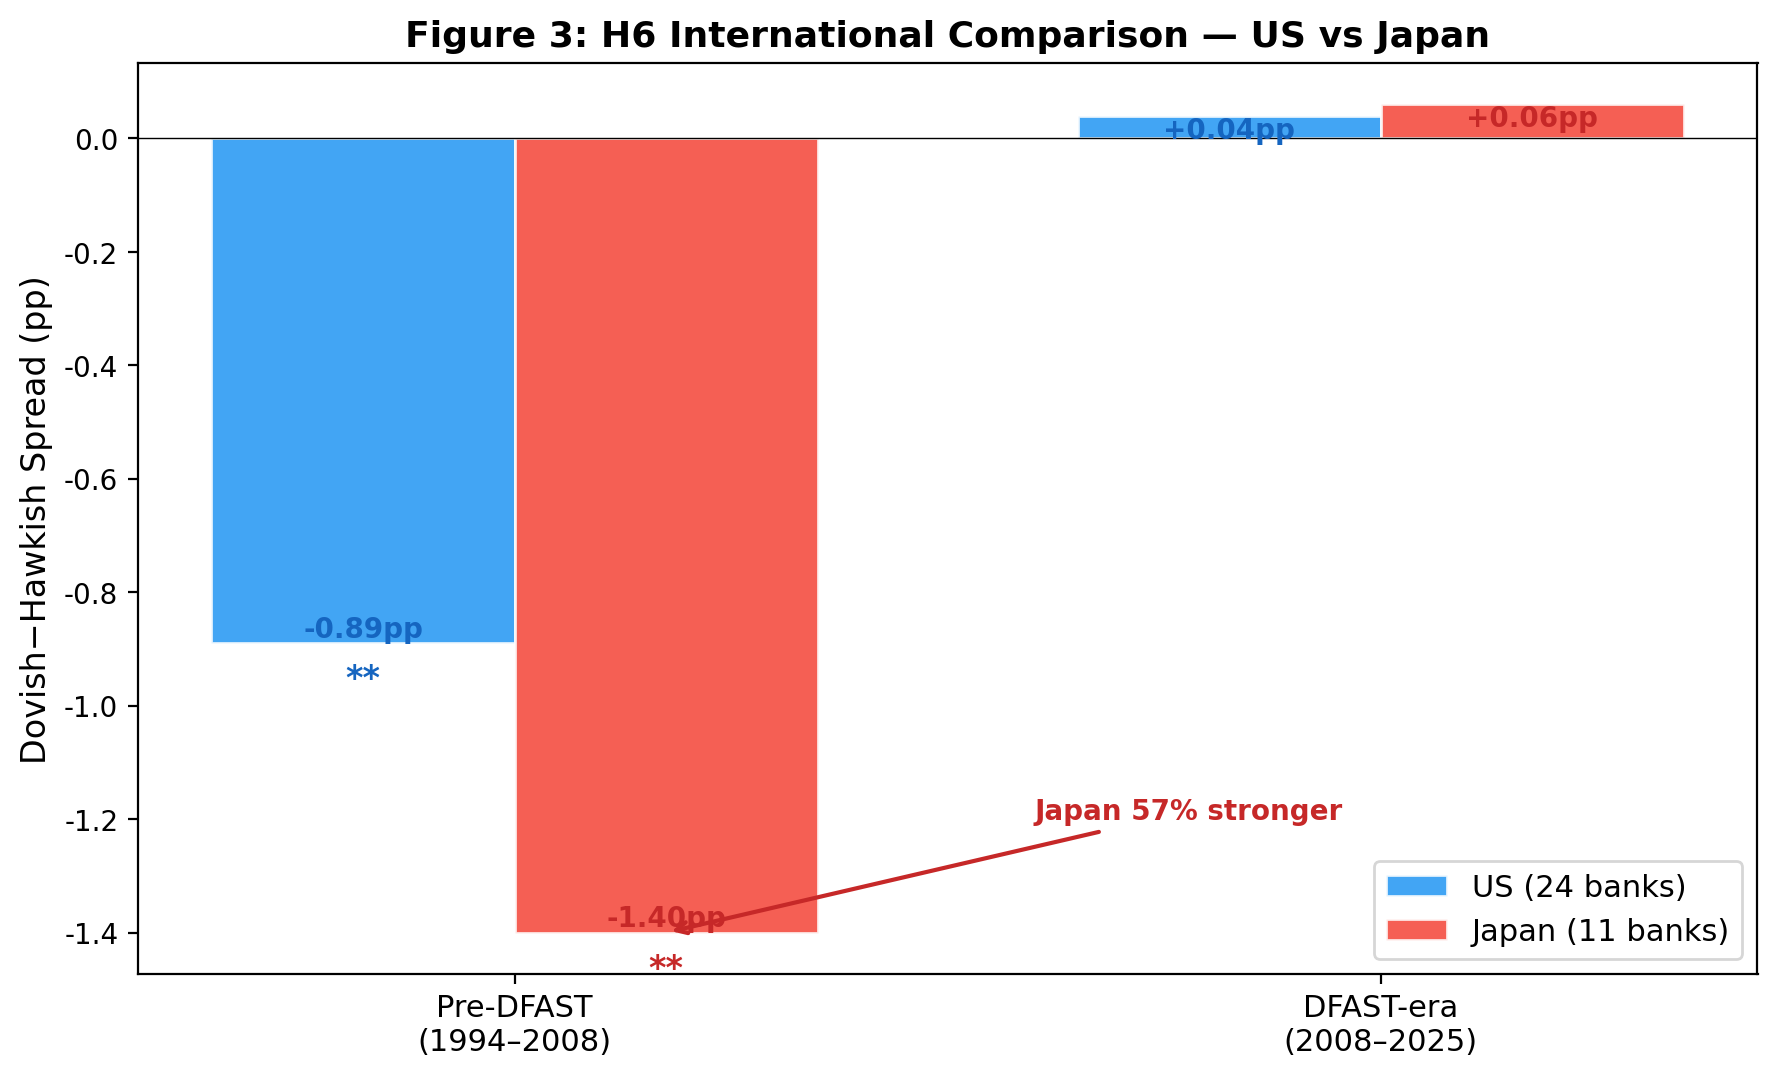 Figure 3: H6 International Comparison — US vs Japan
Dovish−Hawkish Spread (pp)
0.0
-0.2
-0.4
-0.6
-0.8
-1.0
-1.2
-1.4
-0.89pp
**
-1.40pp
**
+0.04pp
+0.06pp
Japan 57% stronger
US (24 banks)
Japan (11 banks)
Pre-DFAST
(1994–2008)
DFAST-era
(2008–2025)